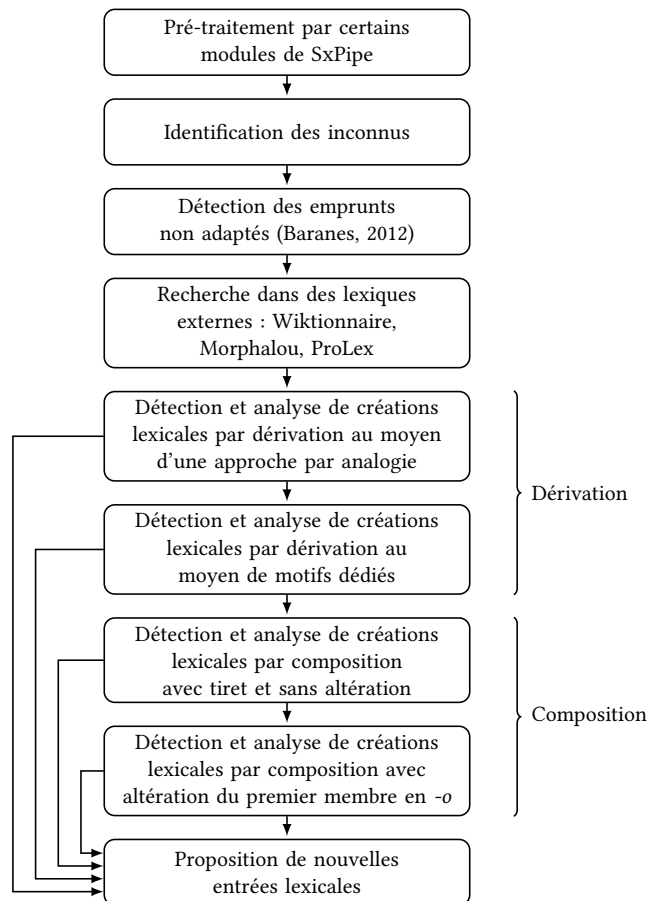 Pré-traitement par certains
modules de SxPipe
Identification des inconnus
Détection des emprunts
non adaptés (Baranes, 2012)
Recherche dans des lexiques
externes : Wiktionnaire,
Morphalou, ProLex
Détection et analyse de créations
lexicales par dérivation au moyen
d'une approche par analogie
Détection et analyse de créations
lexicales par dérivation au
moyen de motifs dédiés
Dérivation
Détection et analyse de créations
lexicales par composition
avec tiret et sans altération
Détection et analyse de créations
lexicales par composition avec
altération du premier membre en -o
Composition
Proposition de nouvelles
entrées lexicales